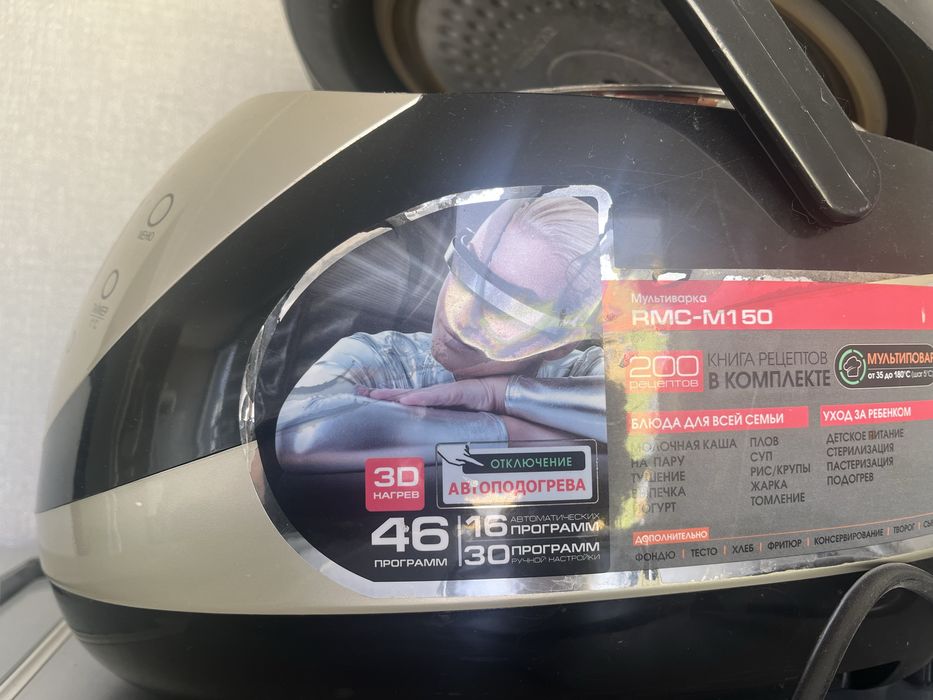 МЕНЮ
Мультиварка
RMC-M150
200
рецептов
КНИГА РЕЦЕПТОВ
В КОМПЛЕКТЕ
МУЛЬТИПОВАР
от 35 до 180°С (шаг 5°С)
БЛЮДА ДЛЯ ВСЕЙ СЕМЬИ
МОЛОЧНАЯ КАША
НА ПАРУ
ТУШЕНИЕ
ВЫПЕЧКА
ЙОГУРТ
ПЛОВ
СУП
РИС/КРУПЫ
ЖАРКА
ТОМЛЕНИЕ
УХОД ЗА РЕБЕНКОМ
ДЕТСКОЕ ПИТАНИЕ
СТЕРИЛИЗАЦИЯ
ПАСТЕРИЗАЦИЯ
ПОДОГРЕВ
ДОПОЛНИТЕЛЬНО
ФОНДЮ | ТЕСТО | ХЛЕБ | ФРИТЮР | КОНСЕРВИРОВАНИЕ | ТВОРОГ | СЫ
3D
НАГРЕВ
ОТКЛЮЧЕНИЕ
АВТОПОДОГРЕВА
46
ПРОГРАММ
16 АВТОМАТИЧЕСКИХ
ПРОГРАММ
30 ПРОГРАММ
РУЧНОЙ НАСТРОЙКИ